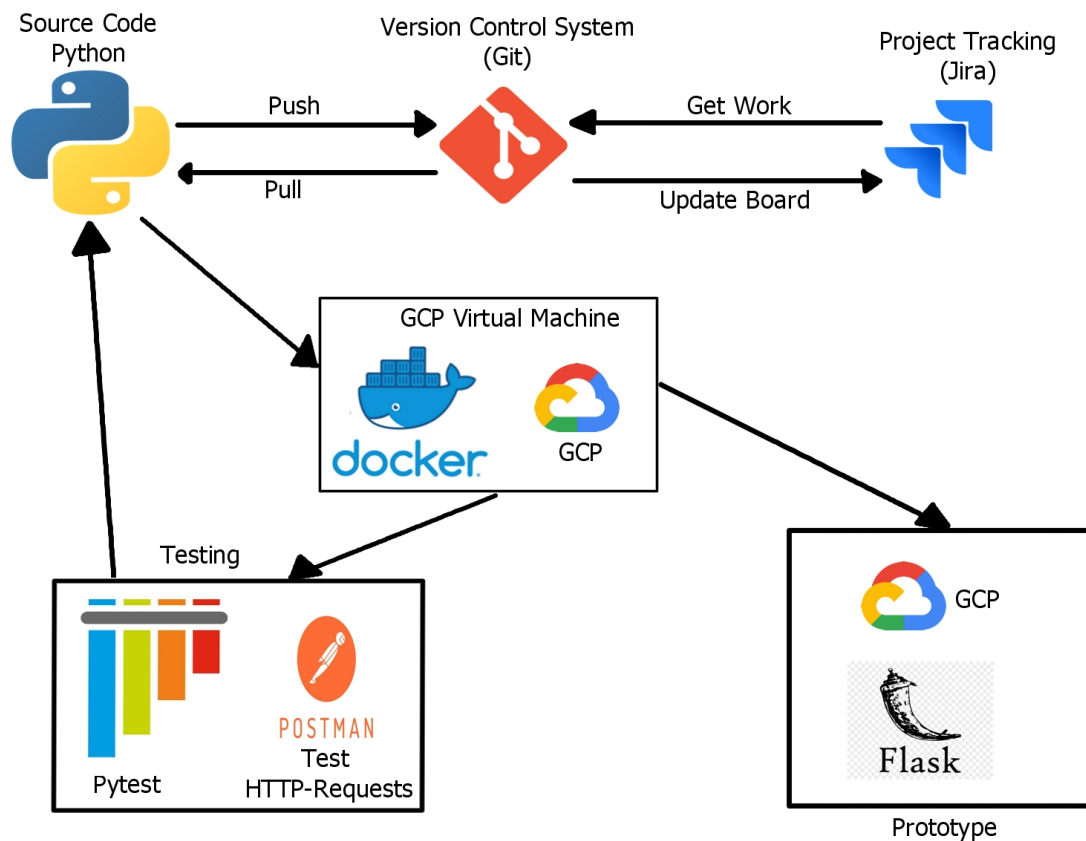 Source Code
Python
Version Control System
(Git)
Project Tracking
(Jira)
Push
Get Work
Pull
Update Board
GCP Virtual Machine
docker
GCP
Testing
POSTMAN
Pytest
Test
HTTP-Requests
GCP
Flask
Prototype